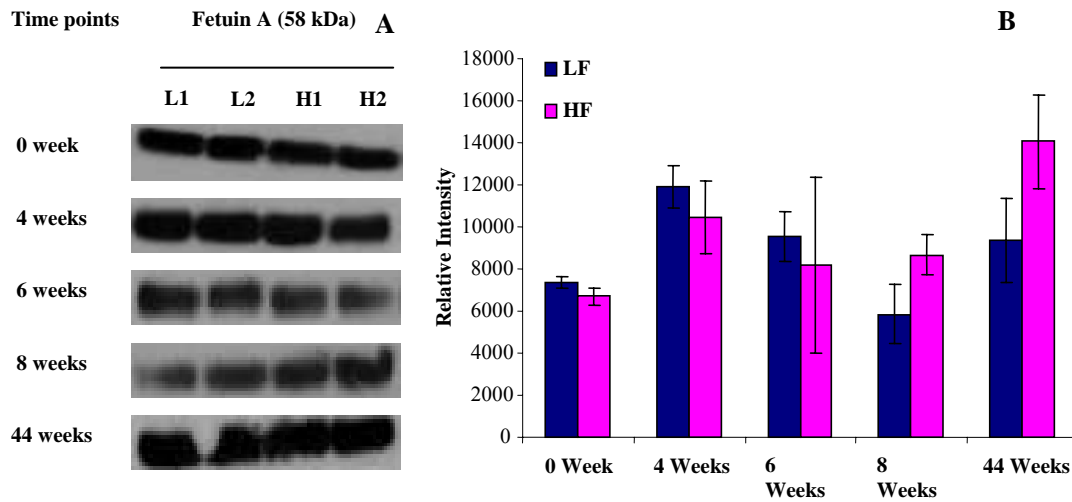 Time points
Fetuin A (58 kDa)
A
L1 L2 H1 H2
0 week
4 weeks
6 weeks
8 weeks
44 weeks
B
LF
HF
Relative Intensity
18000
16000
14000
12000
10000
8000
6000
4000
2000
0
0 Week
4 Weeks
6
Weeks
8
Weeks
44 Weeks